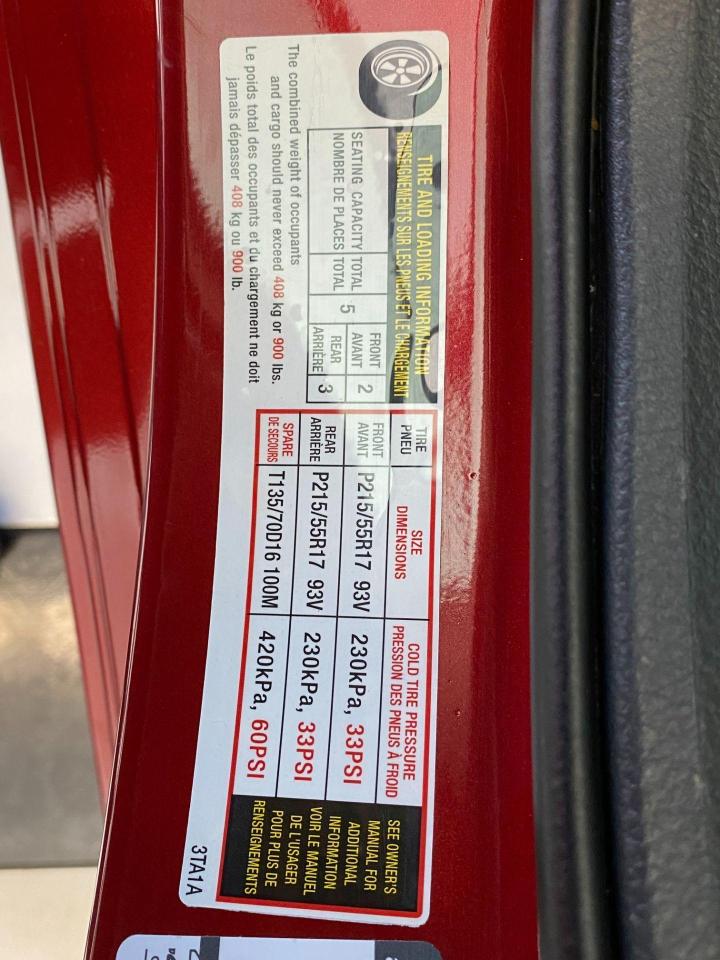 TIRE AND LOADING INFORMATION
RENSEIGNEMENTS SUR LES PNEUS ET LE CHARGEMENT
SEATING CAPACITY TOTAL 5 FRONT 2
NOMBRE DE PLACES TOTAL AVANT
REAR 3
ARRIÈRE
The combined weight of occupants
and cargo should never exceed 408 kg or 900 lbs.
Le poids total des occupants et du chargement ne doit
jamais dépasser 408 kg ou 900 lb.
TIRE SIZE COLD TIRE PRESSURE
PNEU DIMENSIONS PRESSION DES PNEUS À FROID
FRONT
AVANT P215/55R17 93V 230kPa, 33PSI
REAR
ARRIÈRE P215/55R17 93V 230kPa, 33PSI
SPARE
DE SECOURS T135/70D16 100M 420kPa, 60PSI
SEE OWNER'S
MANUAL FOR
ADDITIONAL
INFORMATION
VOIR LE MANUEL
DE L'USAGER
POUR PLUS DE
RENSEIGNEMENTS
3TA1A